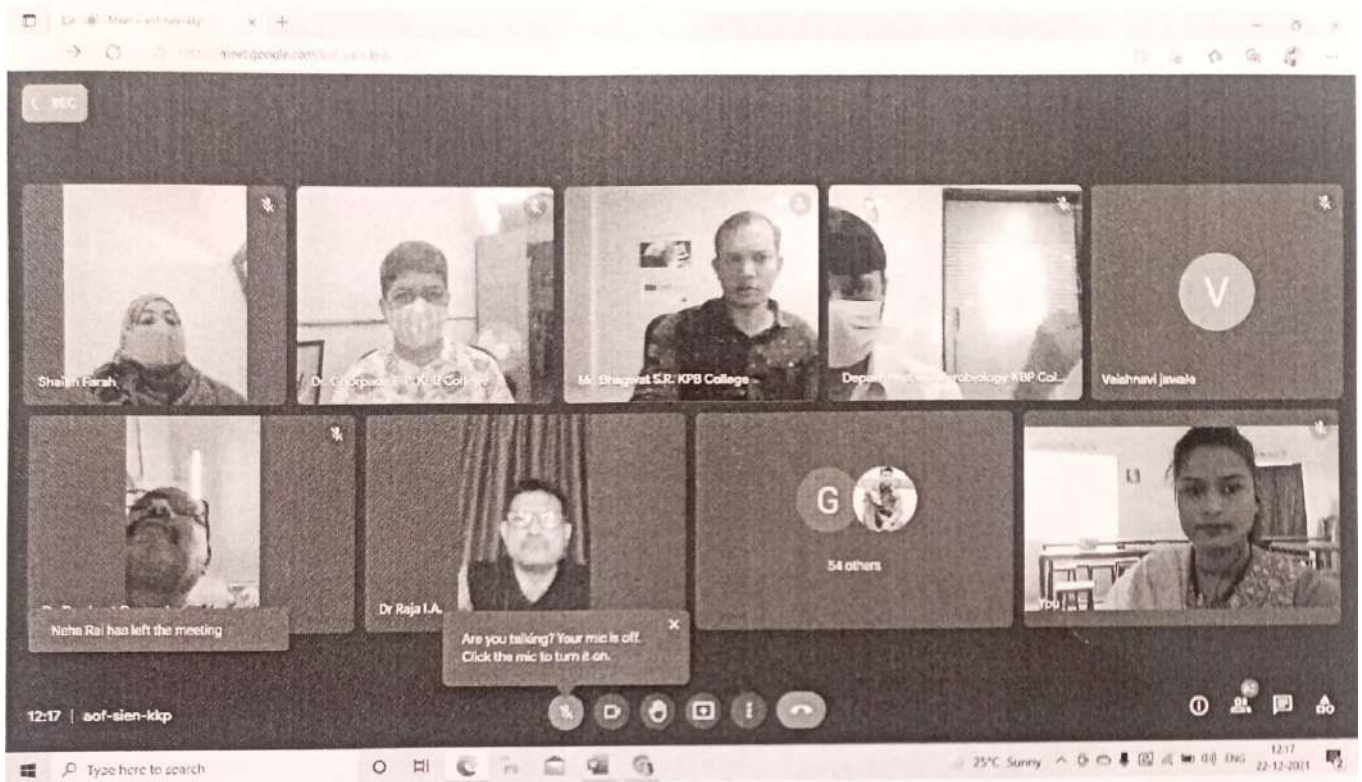 meet.google.com
REC
Shaikh Farah
Mr. Bhagwat S.R. KPB College
KBP Col...
V
Vaishnavi jawale
Dr Raja I.A.
G
54 others
You
Neha Rai has left the meeting
Are you talking? Your mic is off.
Click the mic to turn it on.
12:17 | aof-sien-kkp
Type here to search
25°C Sunny
ENG
12:17
22-12-2021